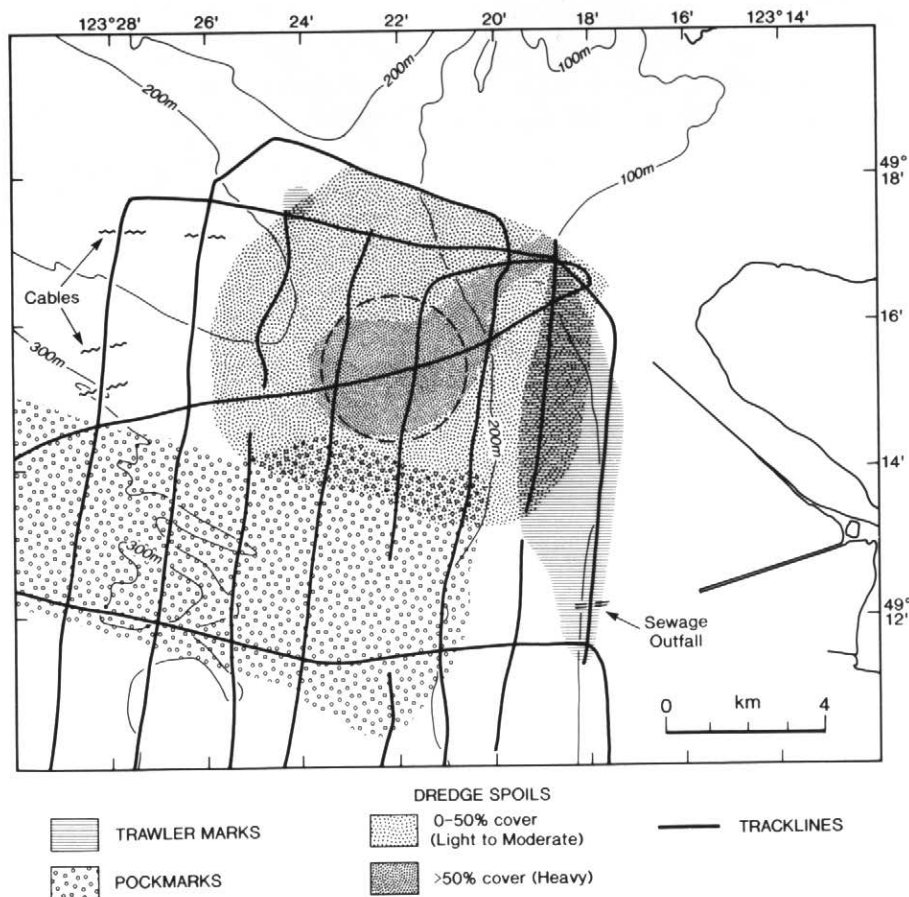 123°28' 26' 24' 22' 20' 18' 16' 123°14'
200m
200m
100m
100m
49°
18'
Cables
16'
300m
200m
14'
300m
49°
12'
Sewage
Outfall
0 km 4
DREDGE SPOILS
TRAWLER MARKS
0-50% cover
(Light to Moderate)
TRACKLINES
POCKMARKS
>50% cover (Heavy)